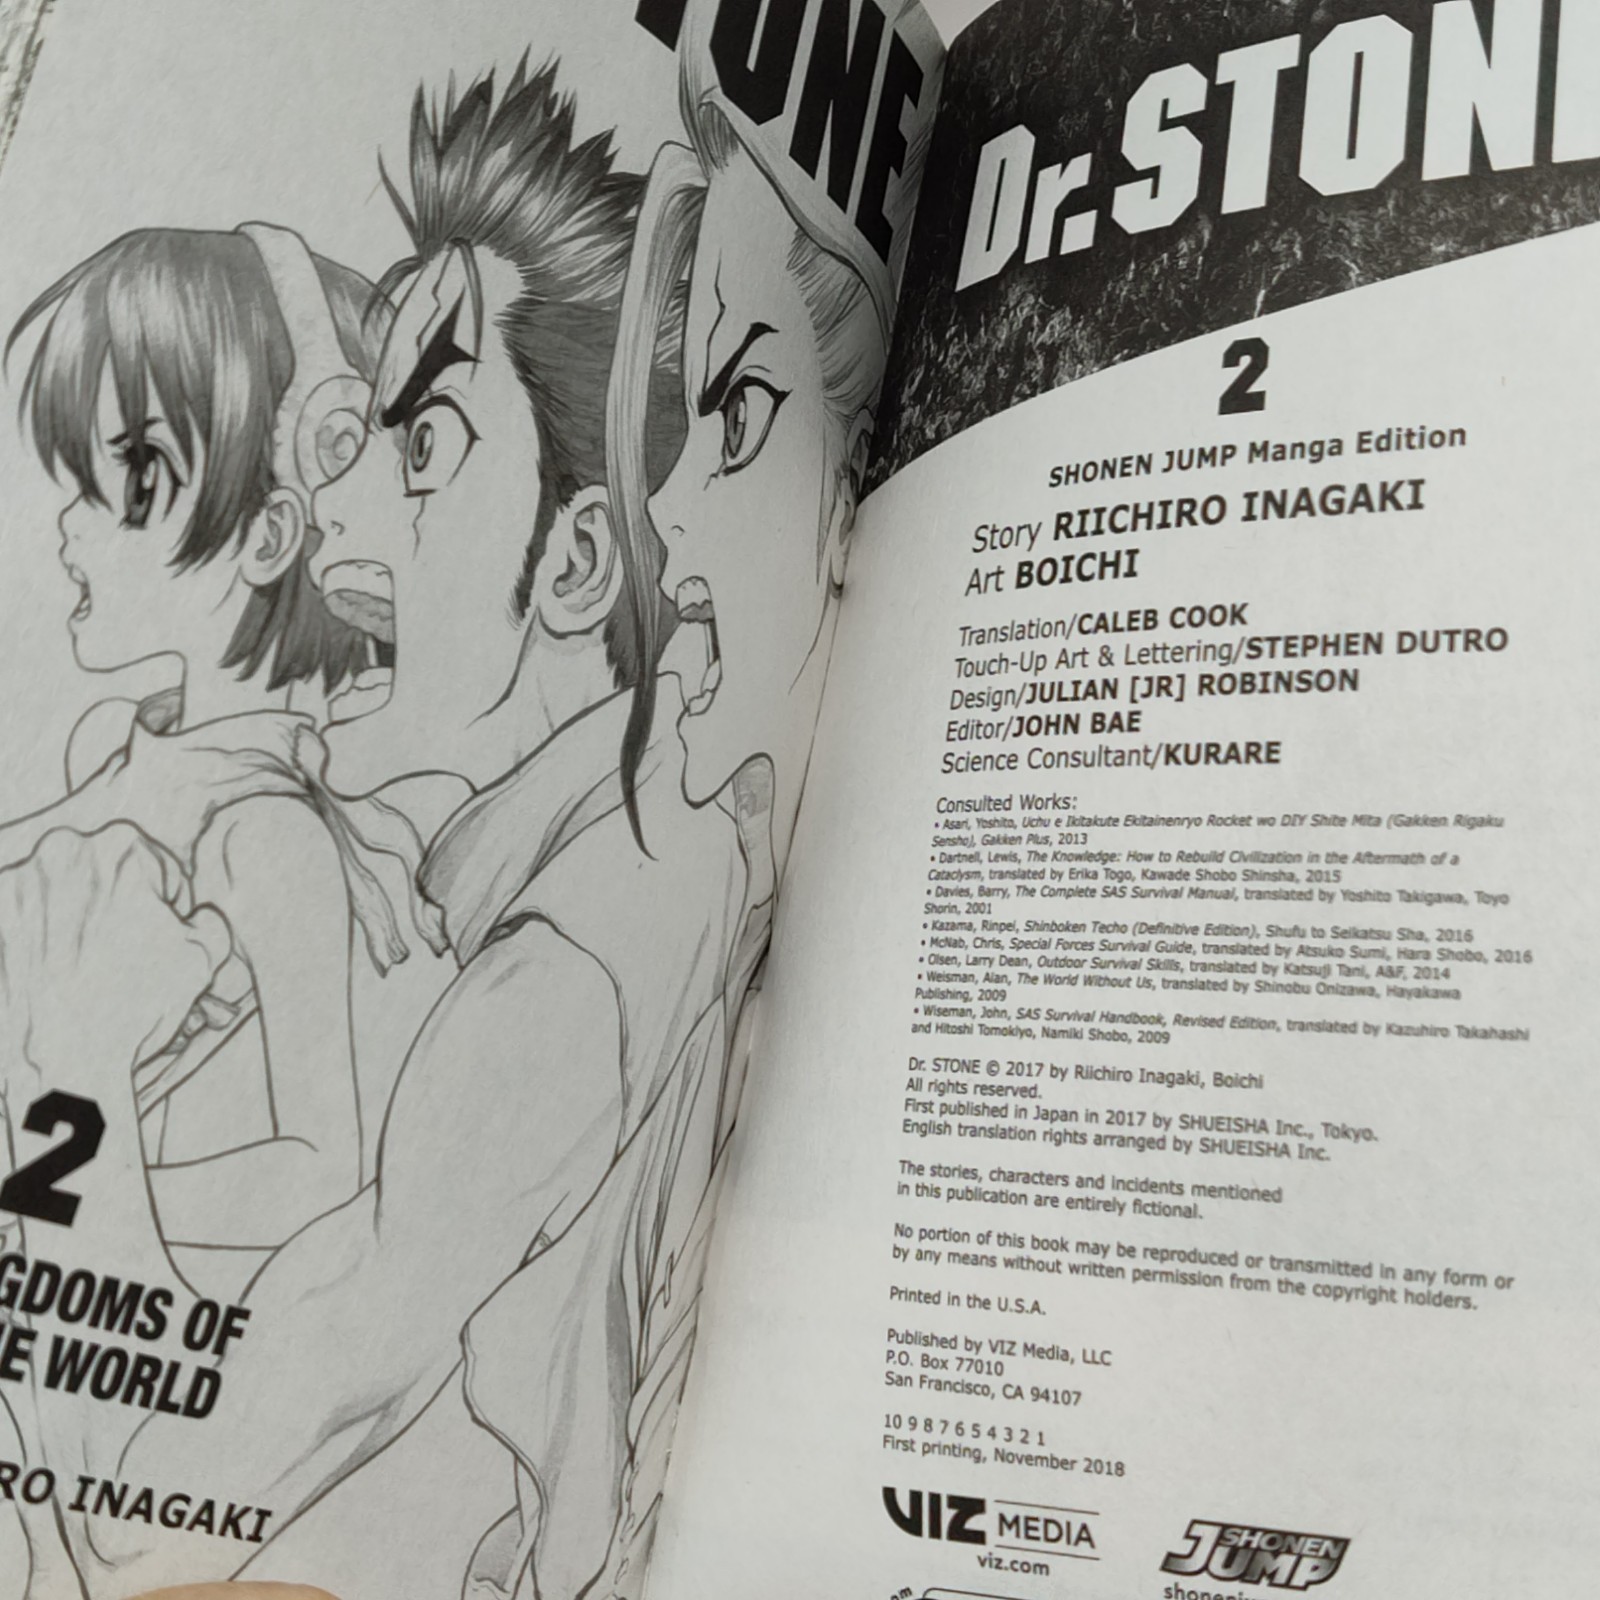 TONE
2
GDOMS OF
E WORLD
RO INAGAKI
Dr.STONE
2
SHONEN JUMP Manga Edition
Story RIICHIRO INAGAKI
Art BOICHI
Translation/CALEB COOK
Touch-Up Art & Lettering/STEPHEN DUTRO
Design/JULIAN [JR] ROBINSON
Editor/JOHN BAE
Science Consultant/KURARE
Consulted Works:
• Asari, Yoshito, Uchu e Ikitakute Ekitainenryo Rocket wo DIY Shite Mita (Gakken Rigaku
Sensho), Gakken Plus, 2013
• Dartnell, Lewis, The Knowledge: How to Rebuild Civilization in the Aftermath of a
Cataclysm, translated by Erika Togo, Kawade Shobo Shinsha, 2015
• Davies, Barry, The Complete SAS Survival Manual, translated by Yoshito Takigawa, Toyo
Shorin, 2001
• Kazama, Rinpei, Shinboken Techo (Definitive Edition), Shufu to Seikatsu Sha, 2016
• McNab, Chris, Special Forces Survival Guide, translated by Atsuko Sumi, Hara Shobo, 2016
• Olsen, Larry Dean, Outdoor Survival Skills, translated by Katsuji Tani, A&F, 2014
• Weisman, Alan, The World Without Us, translated by Shinobu Onizawa, Hayakawa
Publishing, 2009
• Wiseman, John, SAS Survival Handbook, Revised Edition, translated by Kazuhiro Takahashi
and Hitoshi Tomokiyo, Namiki Shobo, 2009
Dr. STONE © 2017 by Riichiro Inagaki, Boichi
All rights reserved.
First published in Japan in 2017 by SHUEISHA Inc., Tokyo.
English translation rights arranged by SHUEISHA Inc.
The stories, characters and incidents mentioned
in this publication are entirely fictional.
No portion of this book may be reproduced or transmitted in any form or
by any means without written permission from the copyright holders.
Printed in the U.S.A.
Published by VIZ Media, LLC
P.O. Box 77010
San Francisco, CA 94107
10 9 8 7 6 5 4 3 2 1
First printing, November 2018
VIZ MEDIA
viz.com
SHONEN
JUMP